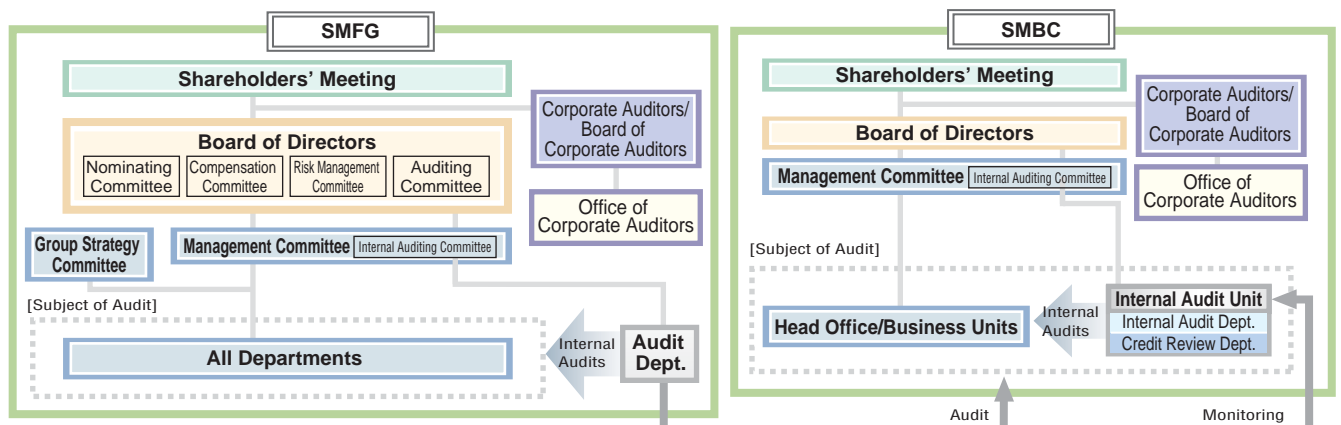 SMFG
Shareholders' Meeting
Corporate Auditors/
Board of
Corporate Auditors
Board of Directors
Nominating
Committee
Compensation
Committee
Risk Management
Committee
Auditing
Committee
Office of
Corporate Auditors
Group Strategy
Committee
Management Committee
Internal Auditing Committee
[Subject of Audit]
All Departments
Internal
Audits
Audit
Dept.
SMBC
Shareholders' Meeting
Corporate Auditors/
Board of
Corporate Auditors
Board of Directors
Management Committee
Internal Auditing Committee
Office of
Corporate Auditors
[Subject of Audit]
Head Office/Business Units
Internal
Audits
Internal Audit Unit
Internal Audit Dept.
Credit Review Dept.
Audit
Monitoring